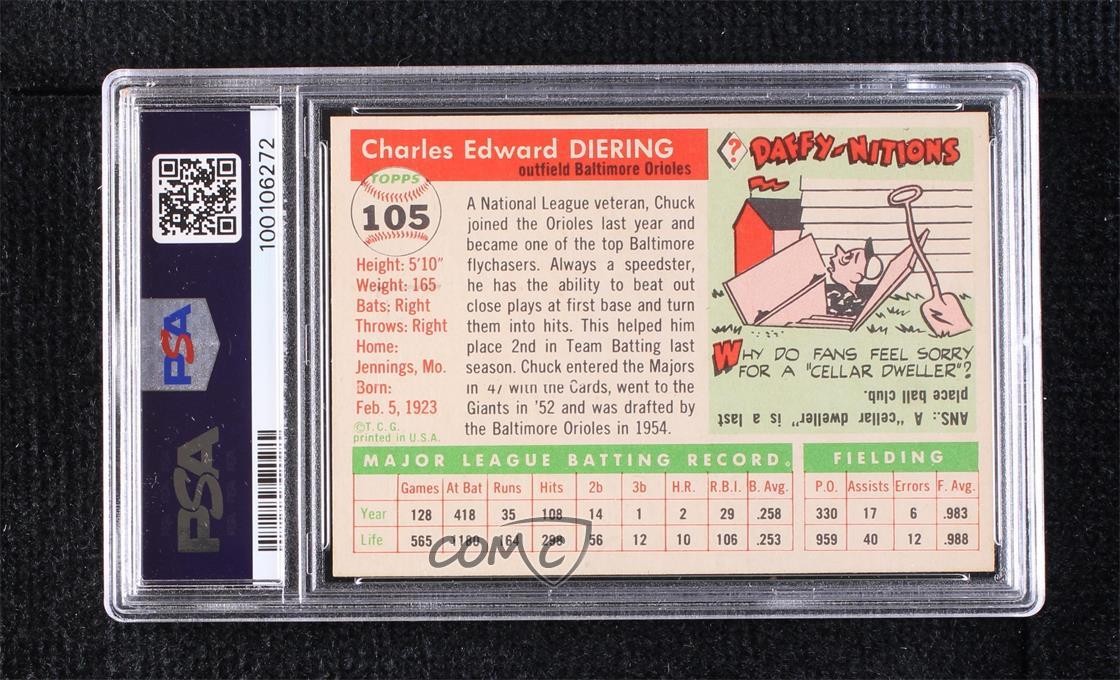 PSA
PSA
100106272
Charles Edward DIERING
outfield Baltimore Orioles
TOPPS
105
Height: 5'10"
Weight: 165
Bats: Right
Throws: Right
Home:
Jennings, Mo.
Born:
Feb. 5, 1923
©T. C. G.
printed in U.S.A.
A National League veteran, Chuck
joined the Orioles last year and
became one of the top Baltimore
flychasers. Always a speedster,
he has the ability to beat out
close plays at first base and turn
them into hits. This helped him
place 2nd in Team Batting last
season. Chuck entered the Majors
in '47 with the Cards, went to the
Giants in '52 and was drafted by
the Baltimore Orioles in 1954.
?
DAFFY-NITIONS
WHY DO FANS FEEL SORRY
FOR A "CELLAR DWELLER"?
ANS.: A "cellar dweller" is a last
place ball club.
MAJOR LEAGUE BATTING RECORD.
FIELDING
Games At Bat Runs Hits 2b 3b H.R. R.B.I. B. Avg. P.O. Assists Errors F. Avg.
Year 128 418 35 108 14 1 2 29 .258 330 17 6 .983
Life 565 1180 164 298 56 12 10 106 .253 959 40 12 .988
COMC